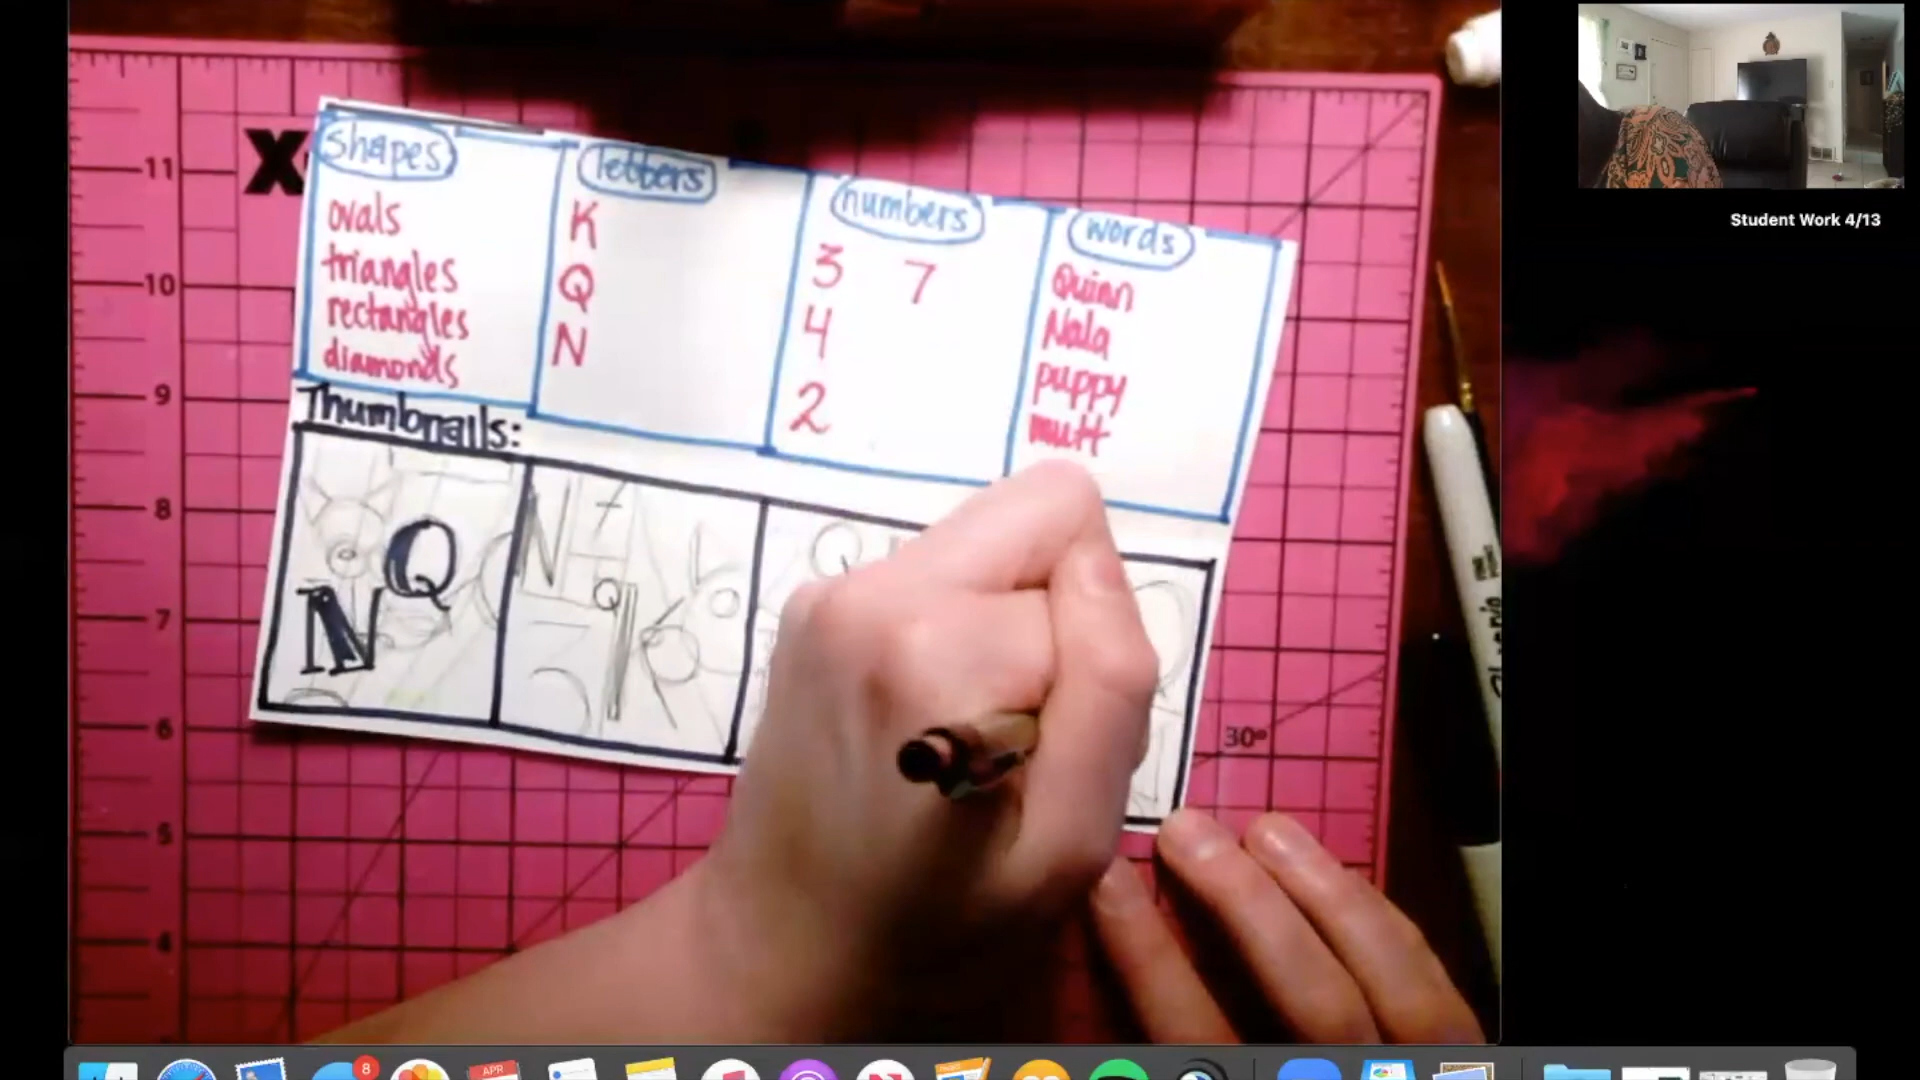 Student Work 4/13
X
shapes
ovals
triangles
rectangles
diamonds
letters
K
Q
N
numbers
3 7
4
2
words
Quinn
Nala
puppy
mutt
Thumbnails:
Q
N
N 7
Q
Q
11
10
9
8
7
6
5
4
30°
8
APR